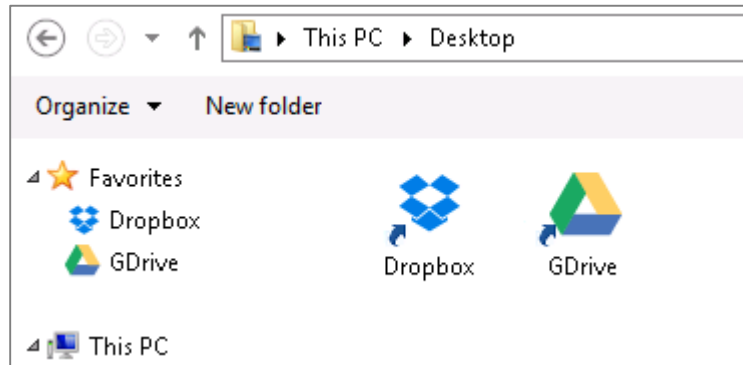 This PC Desktop
Organize New folder
Favorites
Dropbox
GDrive
This PC
Dropbox GDrive